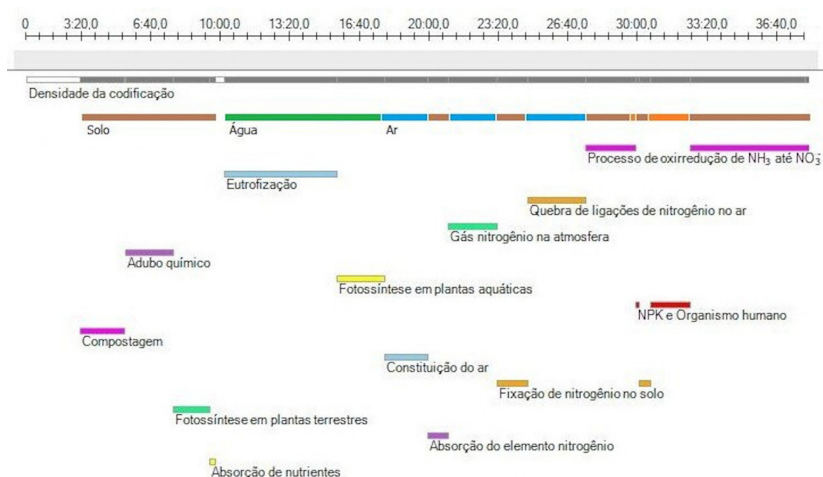 0 3:20 6:40,0 10:00,0 13:20,0 16:40,0 20:00,0 23:20,0 26:40,0 30:00,0 33:20,0 36:40,0
Densidade da codificação
Solo Água Ar
Processo de oxirredução de NH₃ até NO₃⁻
Eutrofização
Quebra de ligações de nitrogênio no ar
Gás nitrogênio na atmosfera
Adubo químico
Fotossíntese em plantas aquáticas
NPK e Organismo humano
Compostagem
Constituição do ar
Fixação de nitrogênio no solo
Fotossíntese em plantas terrestres
Absorção do elemento nitrogênio
Absorção de nutrientes